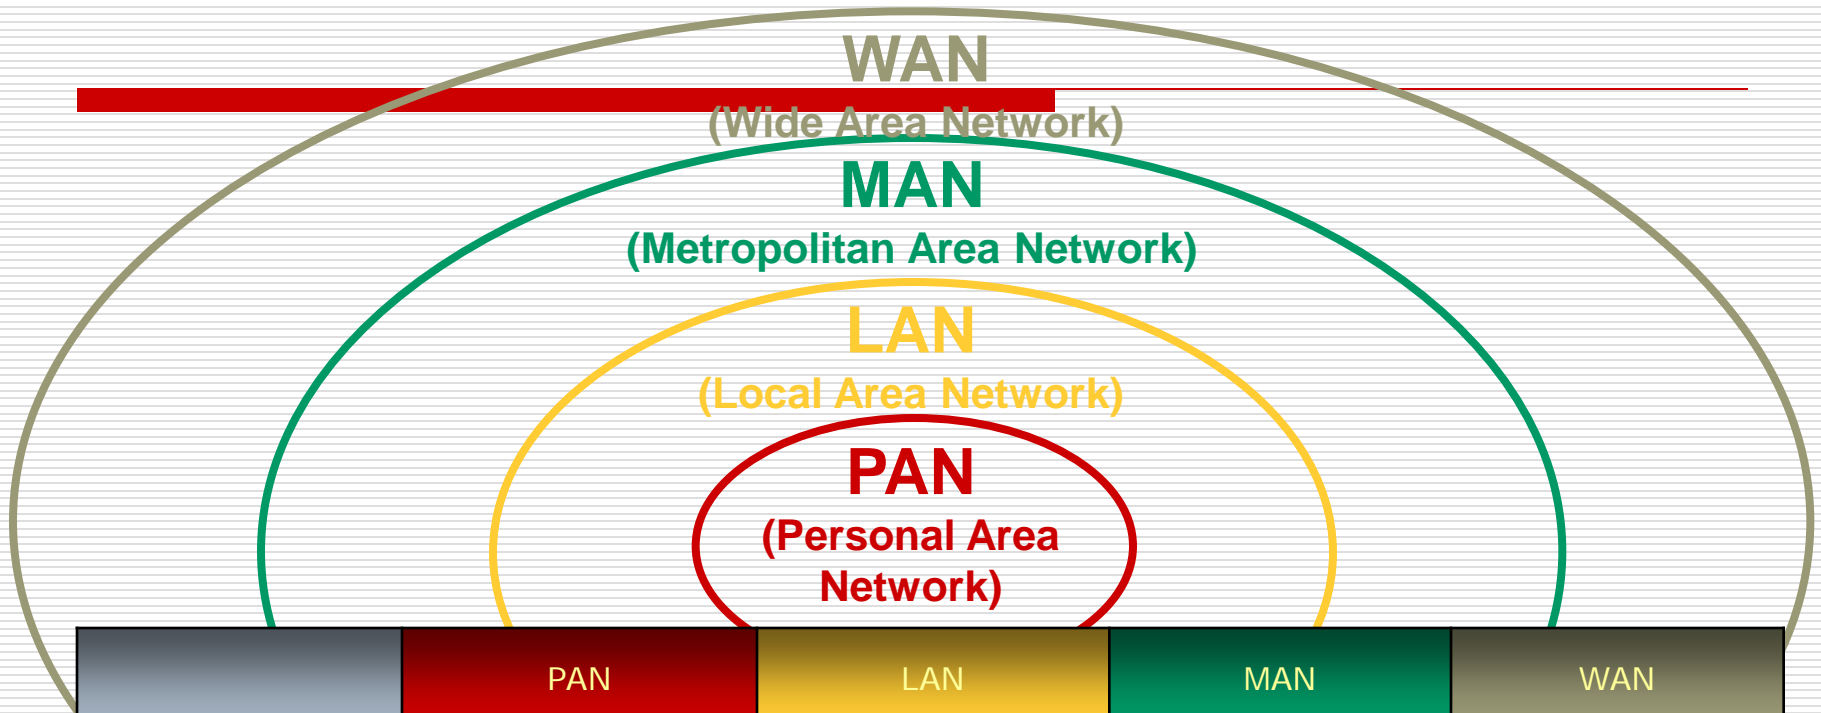 WAN
(Wide Area Network)
MAN
(Metropolitan Area Network)
LAN
(Local Area Network)
PAN
(Personal Area
Network)
PAN LAN MAN WAN